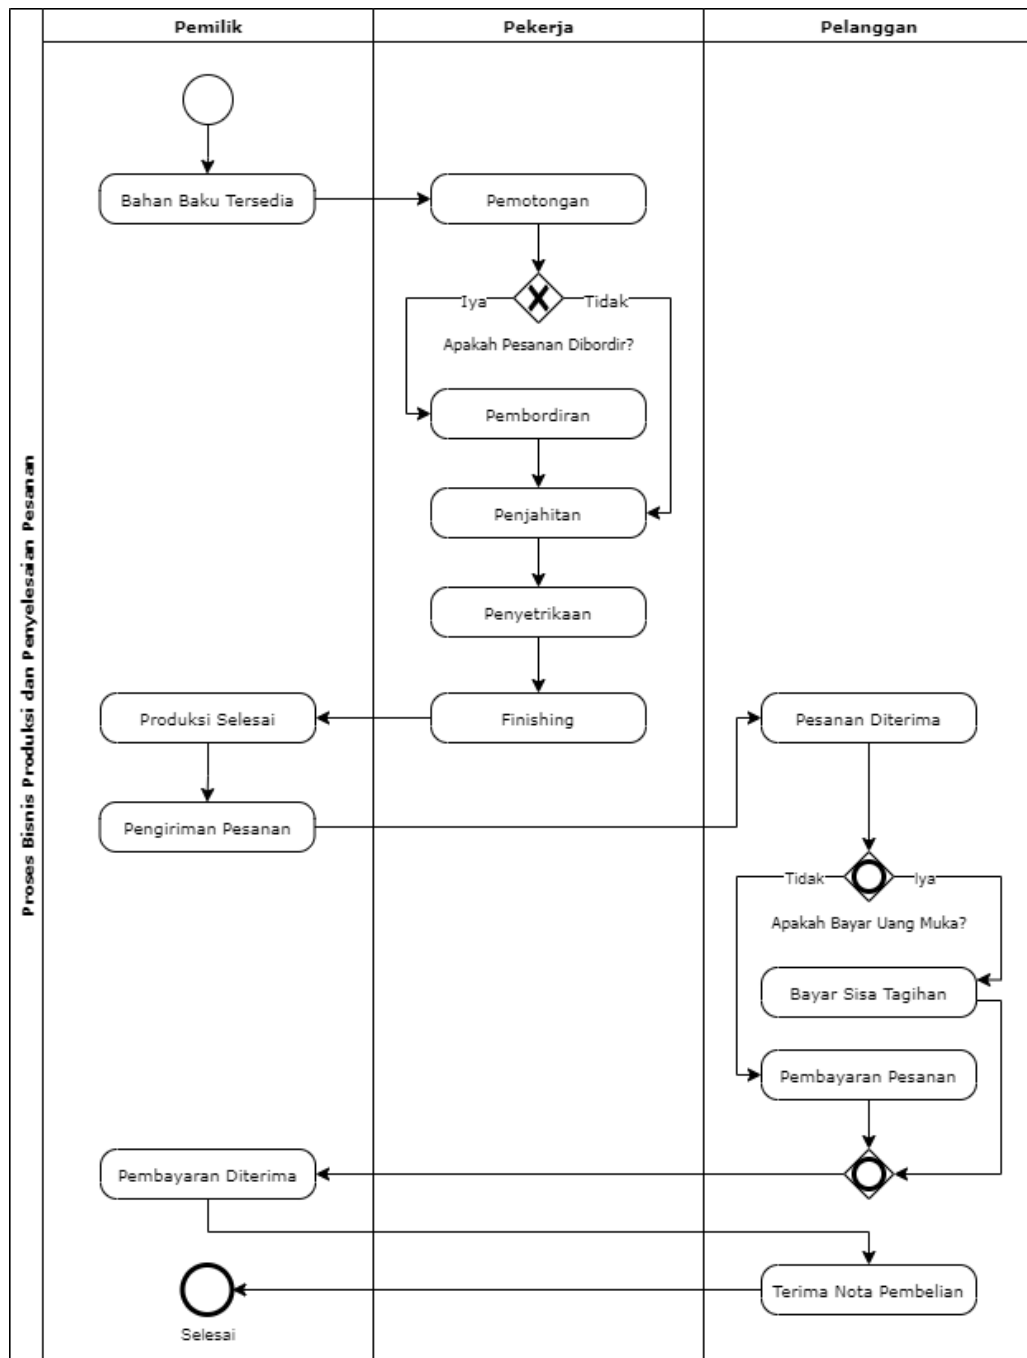 Proses Bisnis Produksi dan Penyelesaian Pesanan
Pemilik
Pekerja
Pelanggan
Bahan Baku Tersedia
Pemotongan
Iya
Tidak
Apakah Pesanan Dibordir?
Pembordiran
Penjahitan
Penyetrikaan
Produksi Selesai
Finishing
Pesanan Diterima
Pengiriman Pesanan
Tidak
Iya
Apakah Bayar Uang Muka?
Bayar Sisa Tagihan
Pembayaran Pesanan
Pembayaran Diterima
Terima Nota Pembelian
Selesai